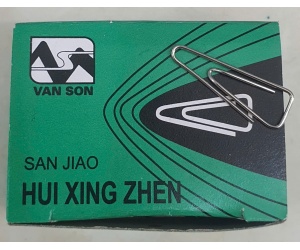 VAN SON
SAN JIAO
HUI XING ZHEN